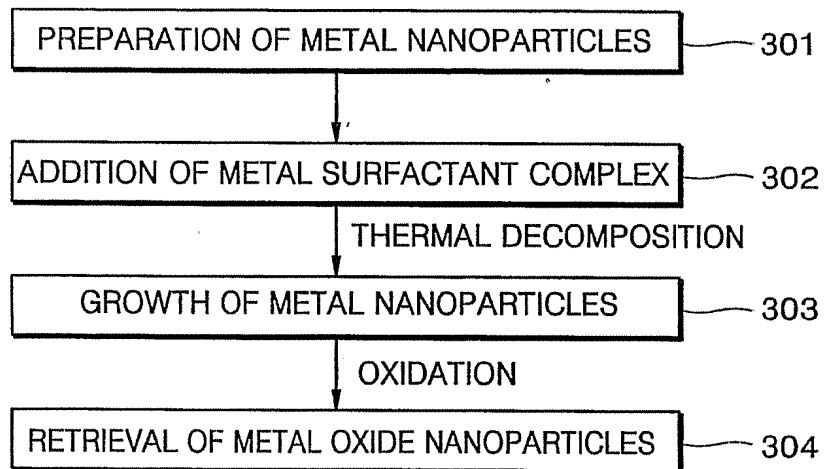 PREPARATION OF METAL NANOPARTICLES 301
ADDITION OF METAL SURFACTANT COMPLEX 302
THERMAL DECOMPOSITION
GROWTH OF METAL NANOPARTICLES 303
OXIDATION
RETRIEVAL OF METAL OXIDE NANOPARTICLES 304